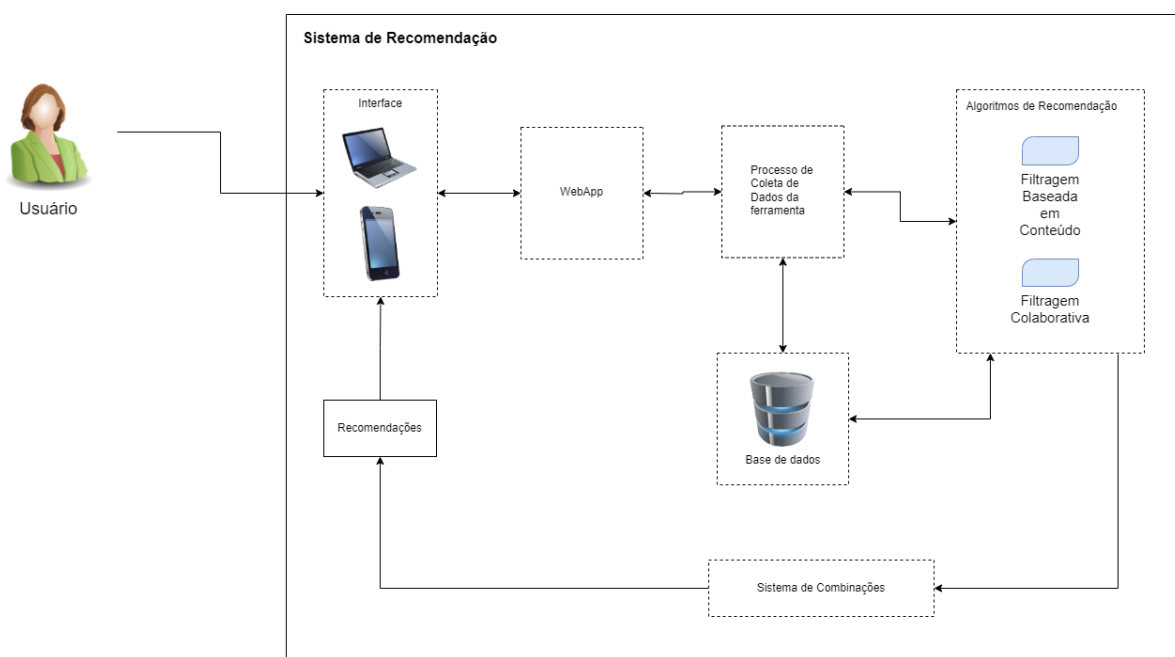 Sistema de Recomendação
Usuário
Interface
WebApp
Processo de
Coleta de
Dados da
ferramenta
Algoritmos de Recomendação
Filtragem
Baseada
em
Conteúdo
Filtragem
Colaborativa
Base de dados
Recomendações
Sistema de Combinações